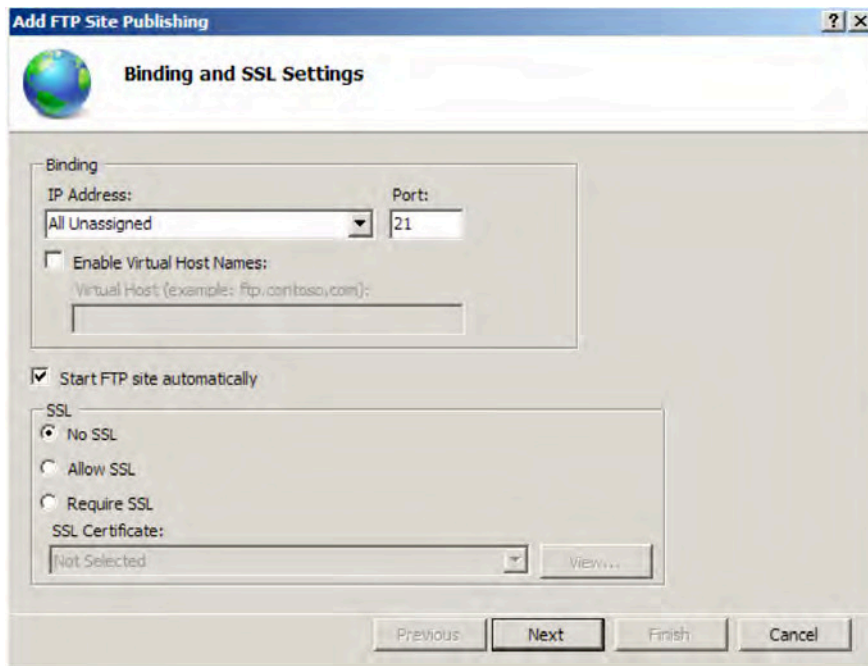 Add FTP Site Publishing
Binding and SSL Settings
Binding
IP Address: Port:
All Unassigned 21
Enable Virtual Host Names:
Virtual Host (example: ftp.contoso.com):
Start FTP site automatically
SSL
No SSL
Allow SSL
Require SSL
SSL Certificate:
Not Selected View...
Previous Next Finish Cancel